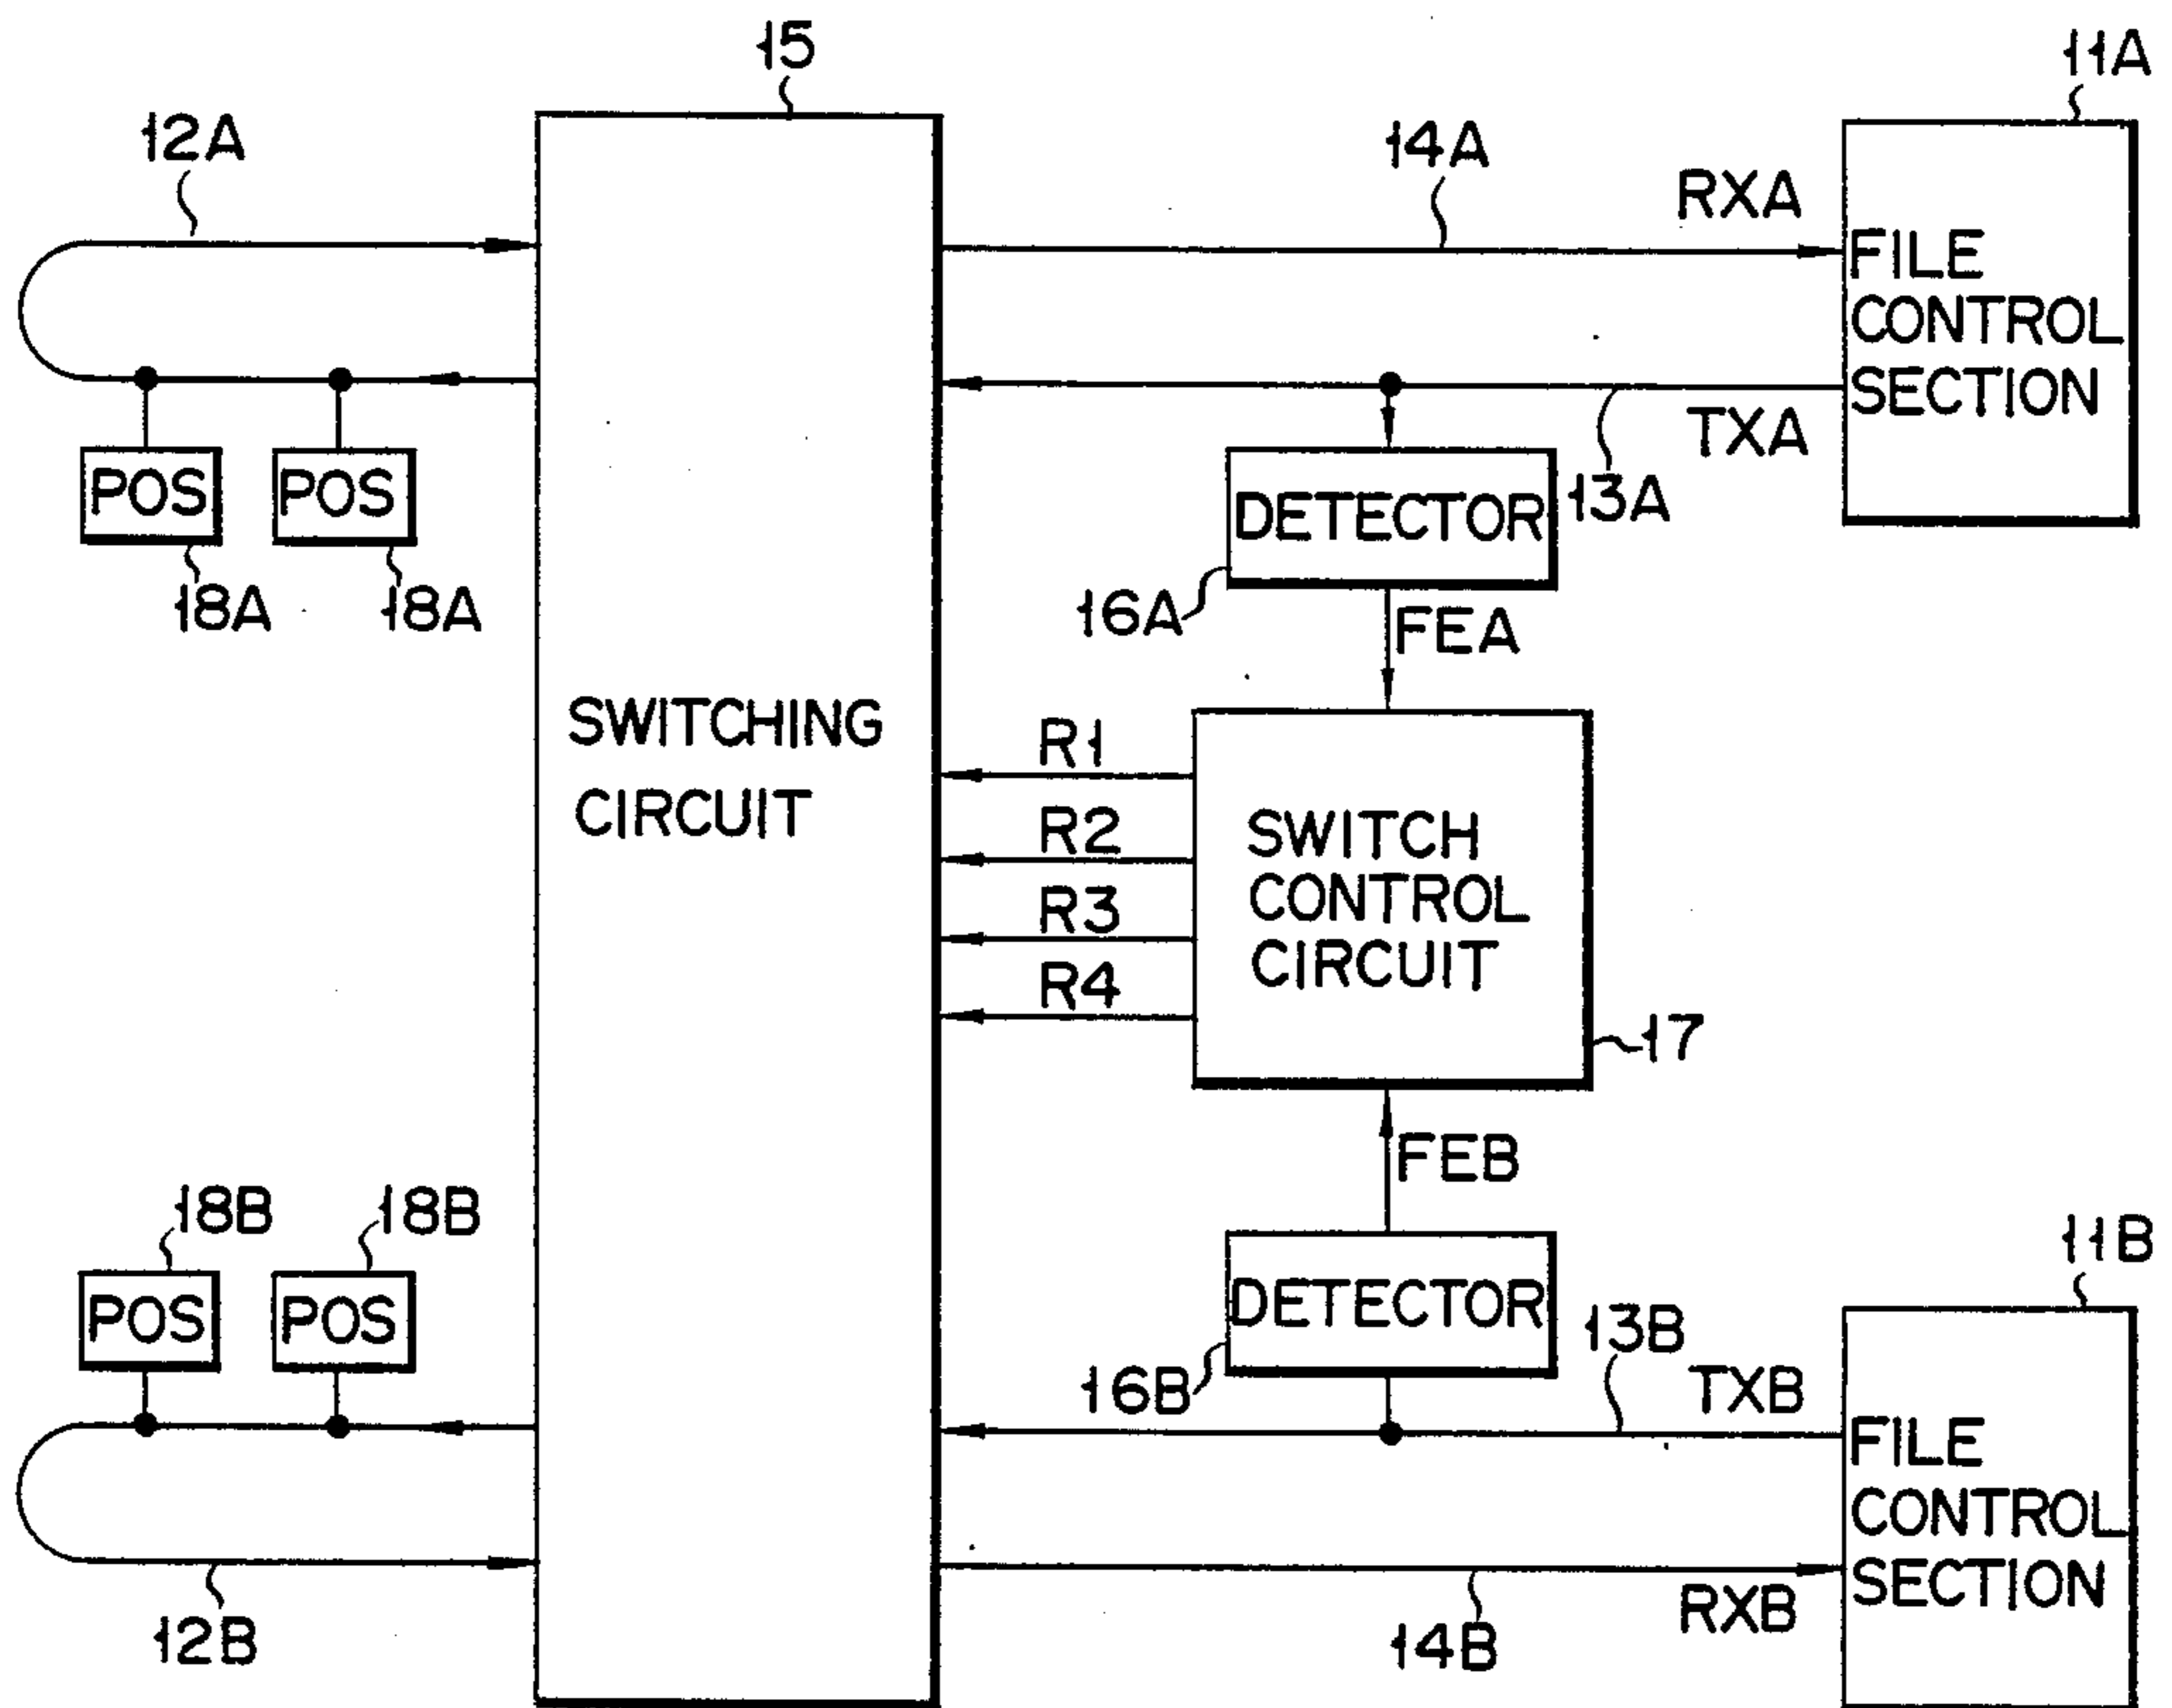 15
11A
12A
14A
RXA
FILE
CONTROL
SECTION
TXA
13A
POS
POS
DETECTOR
18A
18A
16A
FEA
SWITCHING
CIRCUIT
R1
R2
R3
R4
SWITCH
CONTROL
CIRCUIT
17
FEB
18B
18B
11B
POS
POS
DETECTOR
13B
16B
TXB
FILE
CONTROL
SECTION
12B
14B
RXB